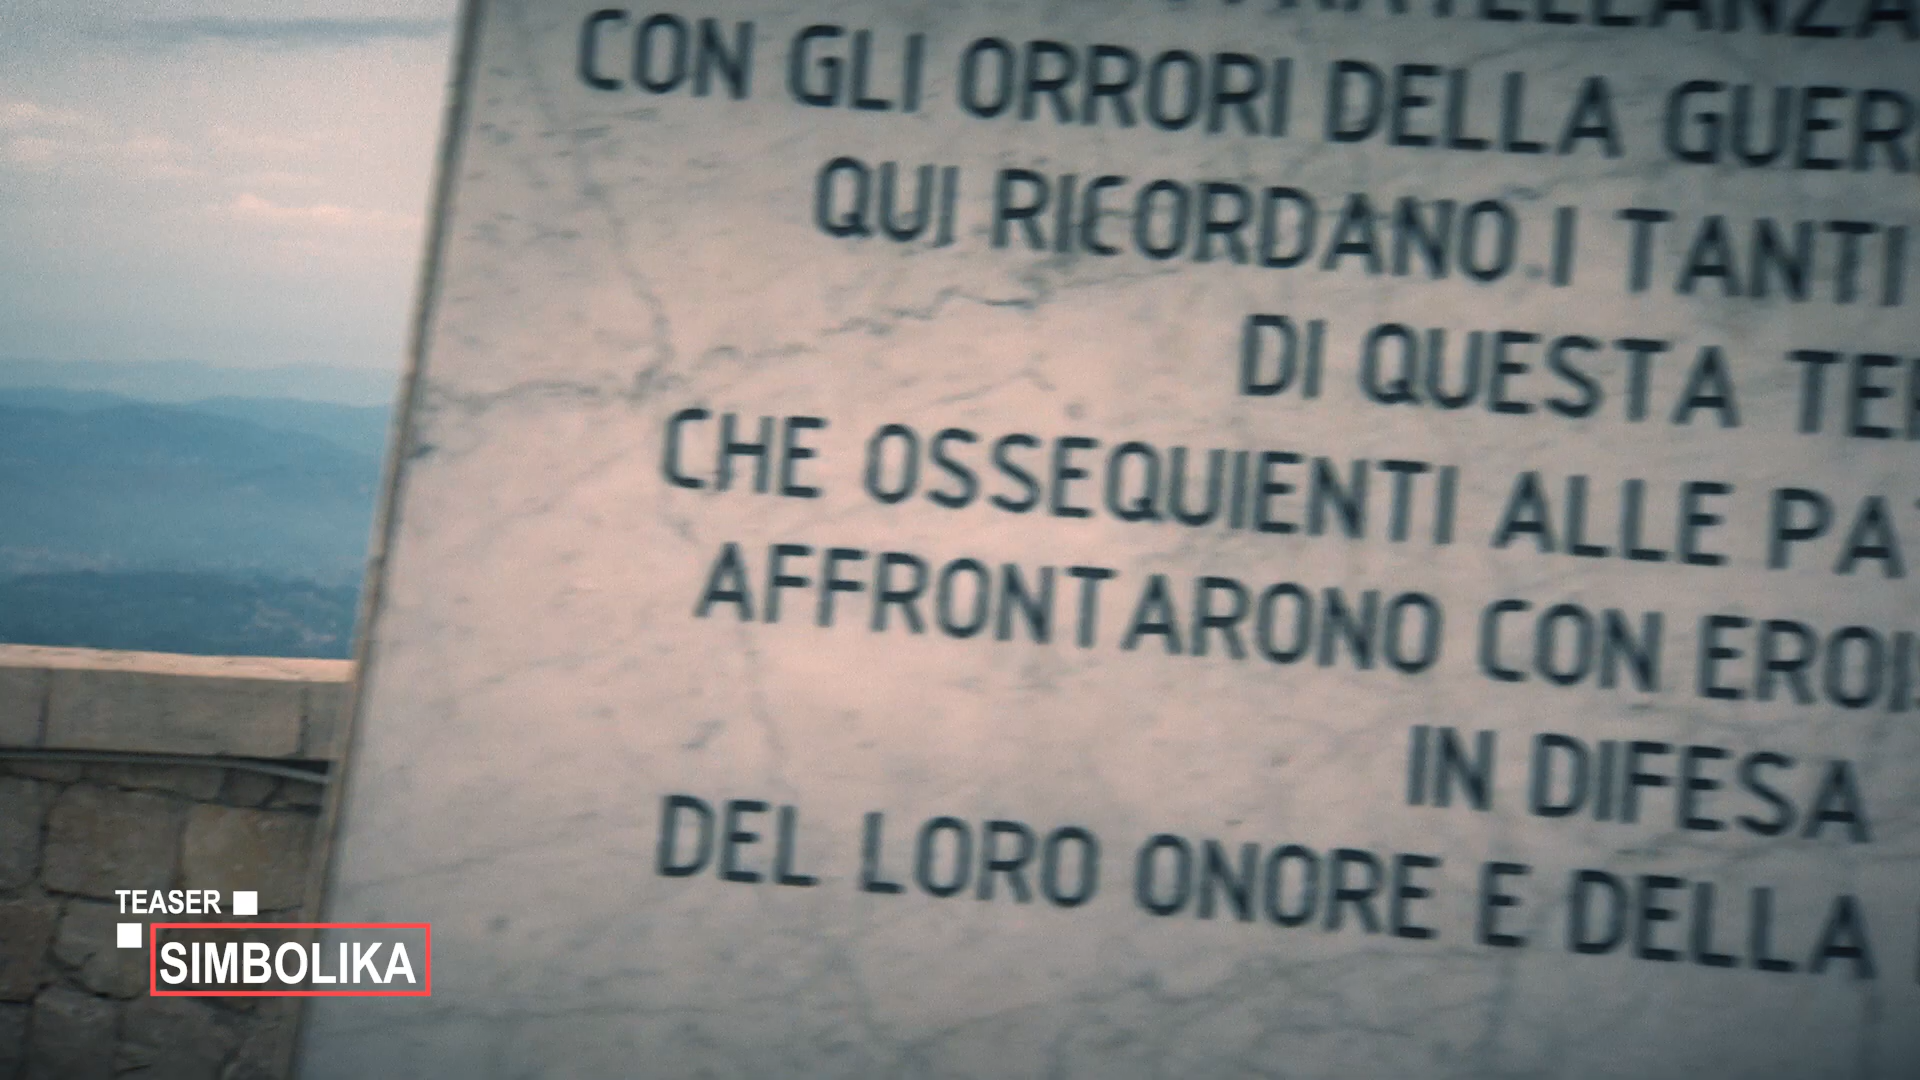 CON GLI ORRORI DELLA
QUI RICORDANO I TANTI
DI QUESTA
CHE OSSEQUIENTI ALLE
AFFRONTARONO CON
IN DIFESA
DEL LORO ONORE E DELLA
TEASER
SIMBOLIKA